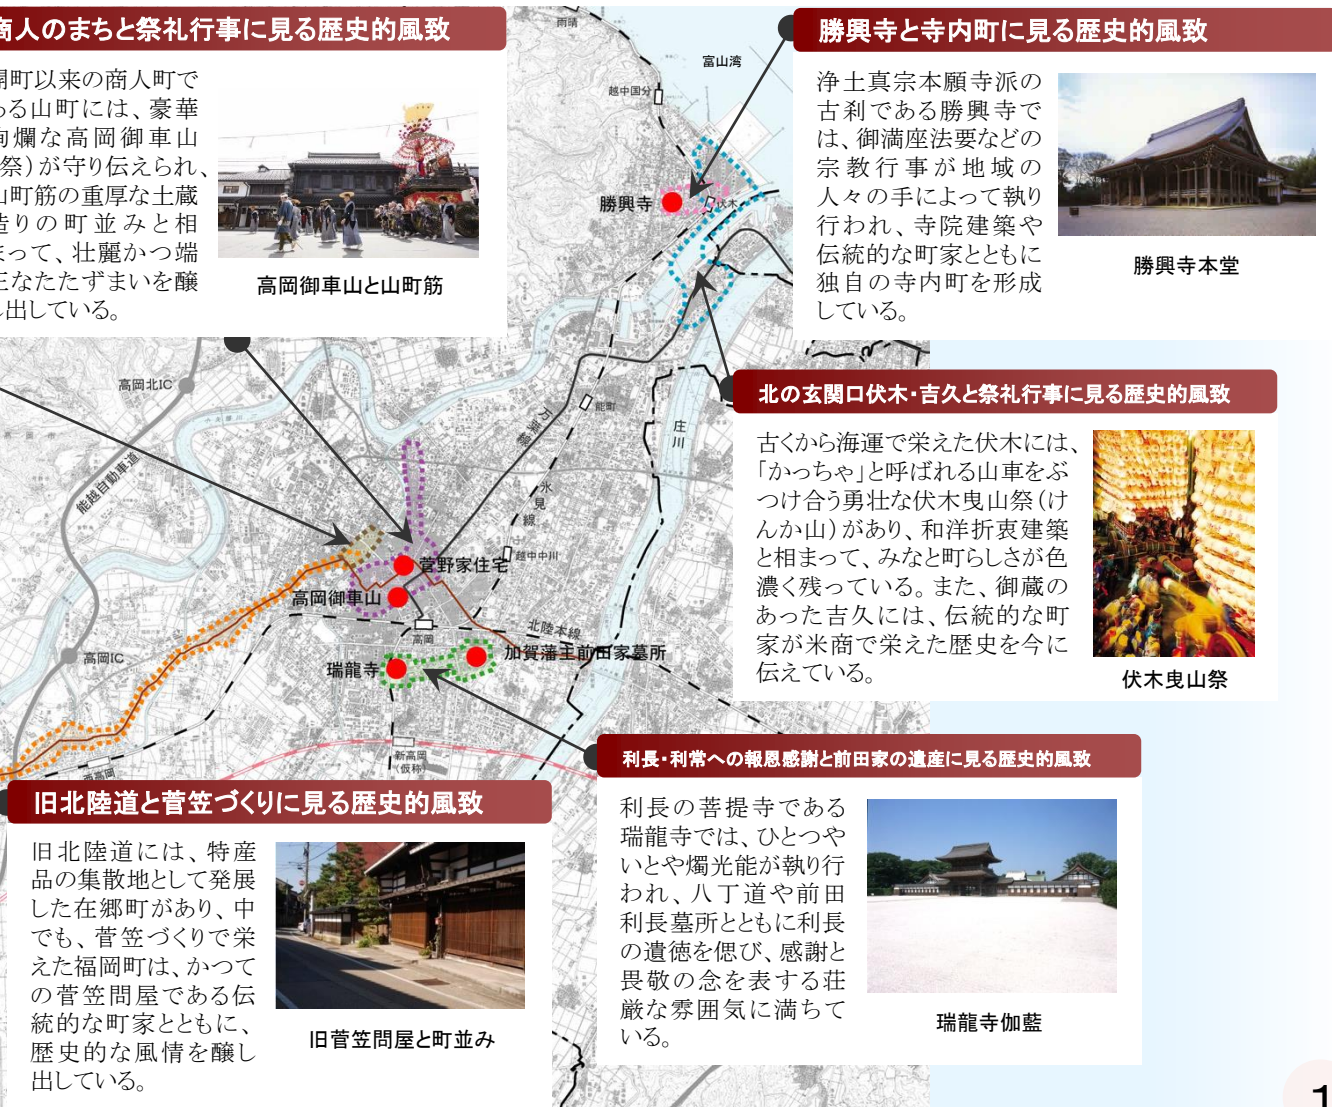 商人のまちと祭礼行事に見る歴史的風致
開町以来の商人町で
ある山町には、豪華
絢爛な高岡御車山
祭)が守り伝えられ、
山町筋の重厚な土蔵
造りの町並みと相
まって、壮麗かつ端
正なたたずまいを醸
し出している。
高岡御車山と山町筋
勝興寺と寺内町に見る歴史的風致
浄土真宗本願寺派の
古刹である勝興寺で
は、御満座法要などの
宗教行事が地域の
人々の手によって執り
行われ、寺院建築や
伝統的な町家とともに
独自の寺内町を形成
している。
勝興寺本堂
雨晴
富山湾
越中国分
勝興寺
伏木
高岡北IC
能越自動車道
万葉線
能町
庄川
氷見線
越中中川
菅野家住宅
高岡御車山
高岡
北陸本線
加賀藩主前田家墓所
瑞龍寺
高岡IC
新高岡
(仮称)
西高岡
北の玄関口伏木・吉久と祭礼行事に見る歴史的風致
古くから海運で栄えた伏木には、
「かっちゃ」と呼ばれる山車をぶ
つけ合う勇壮な伏木曳山祭(け
んか山)があり、和洋折衷建築
と相まって、みなと町らしさが色
濃く残っている。また、御蔵の
あった吉久には、伝統的な町
家が米商で栄えた歴史を今に
伝えている。
伏木曳山祭
利長・利常への報恩感謝と前田家の遺産に見る歴史的風致
利長の菩提寺である
瑞龍寺では、ひとつや
いとや燭光能が執り行
われ、八丁道や前田
利長墓所とともに利長
の遺徳を偲び、感謝と
畏敬の念を表する荘
厳な雰囲気に満ちて
いる。
瑞龍寺伽藍
旧北陸道と菅笠づくりに見る歴史的風致
旧北陸道には、特産
品の集散地として発展
した在郷町があり、中
でも、菅笠づくりで栄
えた福岡町は、かつて
の菅笠問屋である伝
統的な町家とともに、
歴史的な風情を醸し
出している。
旧菅笠問屋と町並み
1